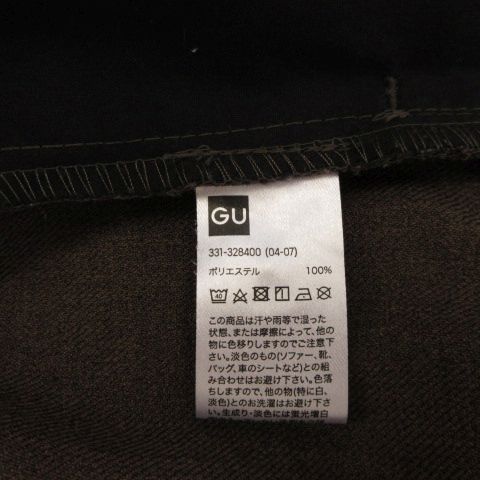 GU
331-328400 (04-07)
ポリエステル 100%
40
この商品は汗や雨等で湿った
状態、または摩擦によって、他の
物に色移りしますのでご注意下
さい。淡色のもの(ソファー、靴、
バッグ、車のシートなど)との組
み合わせはお避け下さい。色落
ちしますので、他の物(特に白、
淡色)とのお洗濯はお避け下さ
い。生成り・淡色には蛍光増白